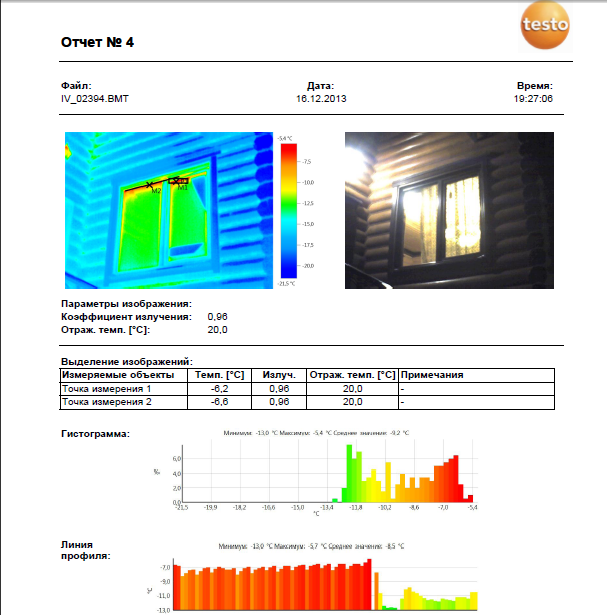 testo
Отчет № 4
Файл: Дата: Время:
IV_02394.BMT 16.12.2013 19:27:06
-5,4 °C
-7,5
-10,0
-12,5
-15,0
-17,5
-20,0
-21,5 °C
M2 M1
Параметры изображения:
Коэффициент излучения: 0,96
Отраж. темп. [°C]: 20,0
Выделение изображений:
Измеряемые объекты Темп. [°C] Излуч. Отраж. темп. [°C] Примечания
Точка измерения 1 -6,2 0,96 20,0 -
Точка измерения 2 -6,6 0,96 20,0 -
Гистограмма:
Минимум: -13,0 °C Максимум: -5,4 °C Среднее значение: -9,2 °C
%
6,0
4,0
2,0
0,0
-21,5 -19,9 -18,2 -16,6 -15,0 -13,4 -11,8 -10,2 -8,6 -7,0 -5,4
°C
Линия
профиля:
Минимум: -13,0 °C Максимум: -5,7 °C Среднее значение: -8,5 °C
°C
-7,0
-9,0
-11,0
-13,0